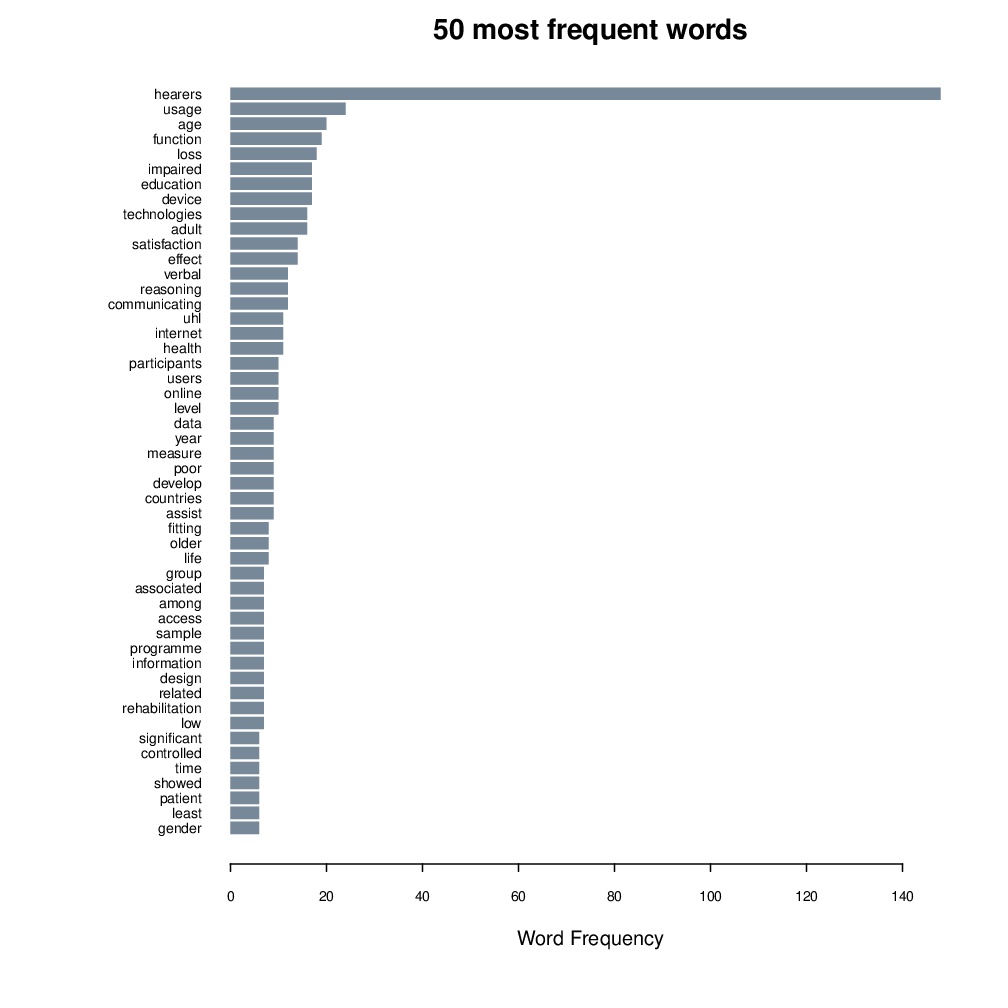 50 most frequent words
hearers
usage
age
function
loss
impaired
education
device
technologies
adult
satisfaction
effect
verbal
reasoning
communicating
uhl
internet
health
participants
users
online
level
data
year
measure
poor
develop
countries
assist
fitting
older
life
group
associated
among
access
sample
programme
information
design
related
rehabilitation
low
significant
controlled
time
showed
patient
least
gender
0 20 40 60 80 100 120 140
Word Frequency